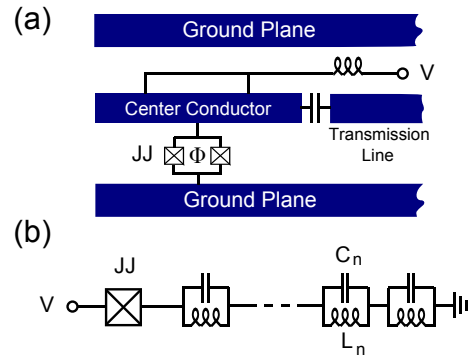 (a)
Ground Plane
V
Center Conductor
Transmission
Line
JJ
Φ
Ground Plane
(b)
JJ
C n
V
L n